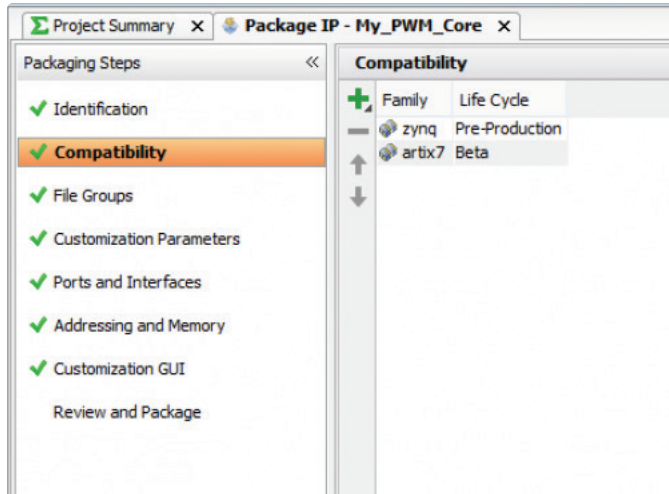 Project Summary
Package IP - My_PWM_Core
Packaging Steps
Identification
Compatibility
File Groups
Customization Parameters
Ports and Interfaces
Addressing and Memory
Customization GUI
Review and Package
Compatibility
Family Life Cycle
zynq Pre-Production
artix7 Beta